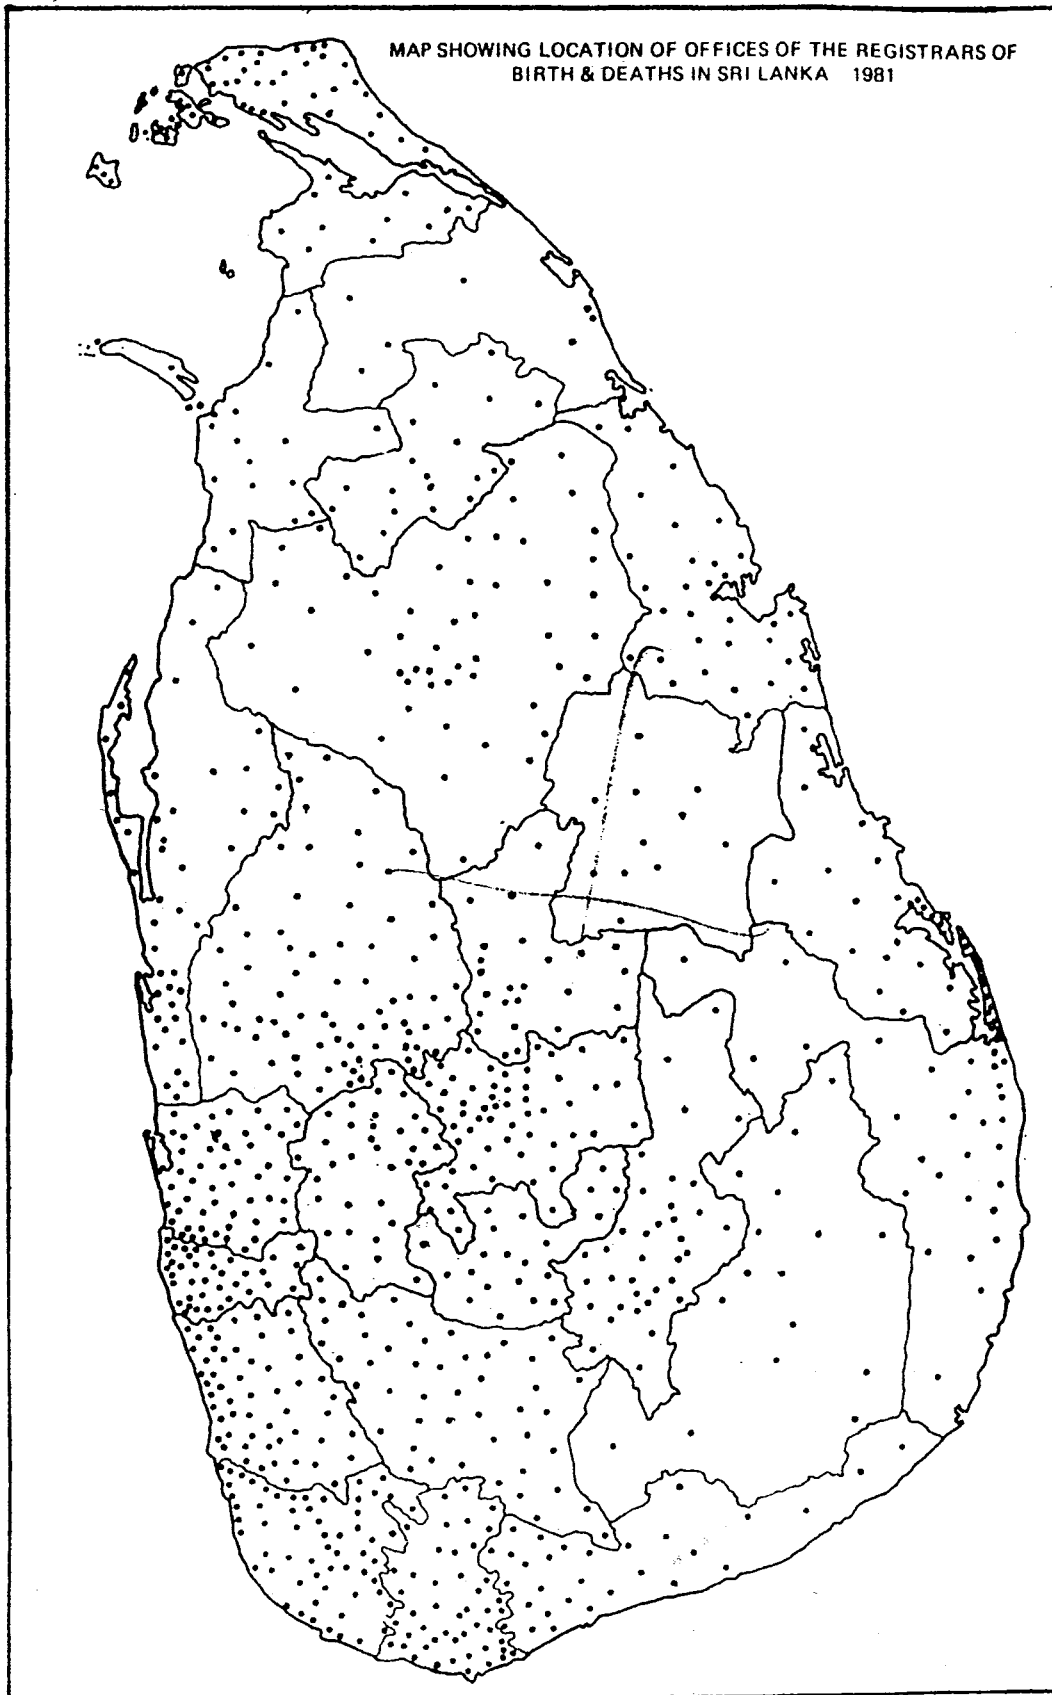 MAP SHOWING LOCATION OF OFFICES OF THE REGISTRARS OF
BIRTH & DEATHS IN SRI LANKA 1981